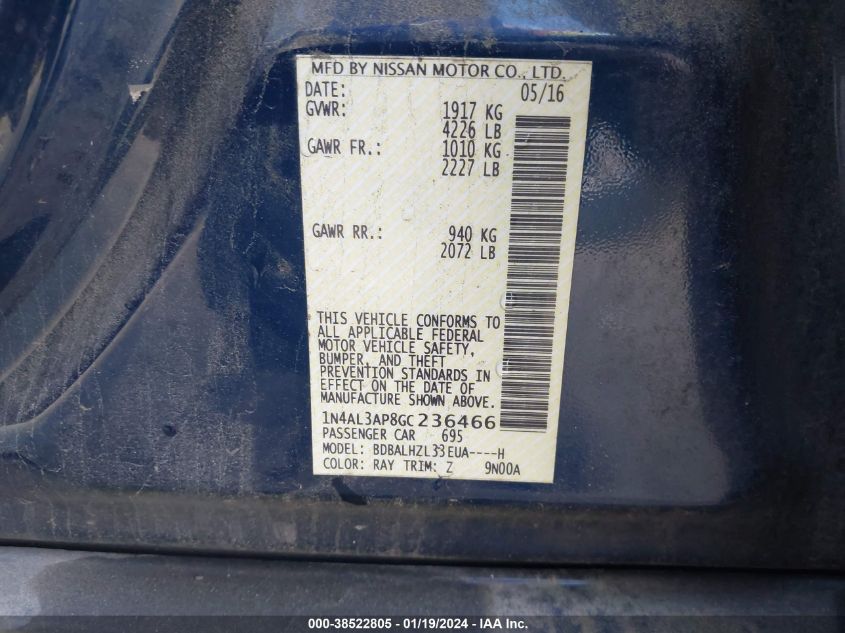 MFD BY NISSAN MOTOR CO., LTD.
DATE: 05/16
GVWR: 1917 KG
4226 LB
GAWR FR.: 1010 KG
2227 LB
GAWR RR.: 940 KG
2072 LB
THIS VEHICLE CONFORMS TO
ALL APPLICABLE FEDERAL
MOTOR VEHICLE SAFETY,
BUMPER, AND THEFT
PREVENTION STANDARDS IN
EFFECT ON THE DATE OF
MANUFACTURE SHOWN ABOVE.
1N4AL3AP8GC236466
PASSENGER CAR 695
MODEL: BDBALHZL33EUA----H
COLOR: RAY TRIM: Z 9N00A
000-38522805 - 01/19/2024 - IAA Inc.